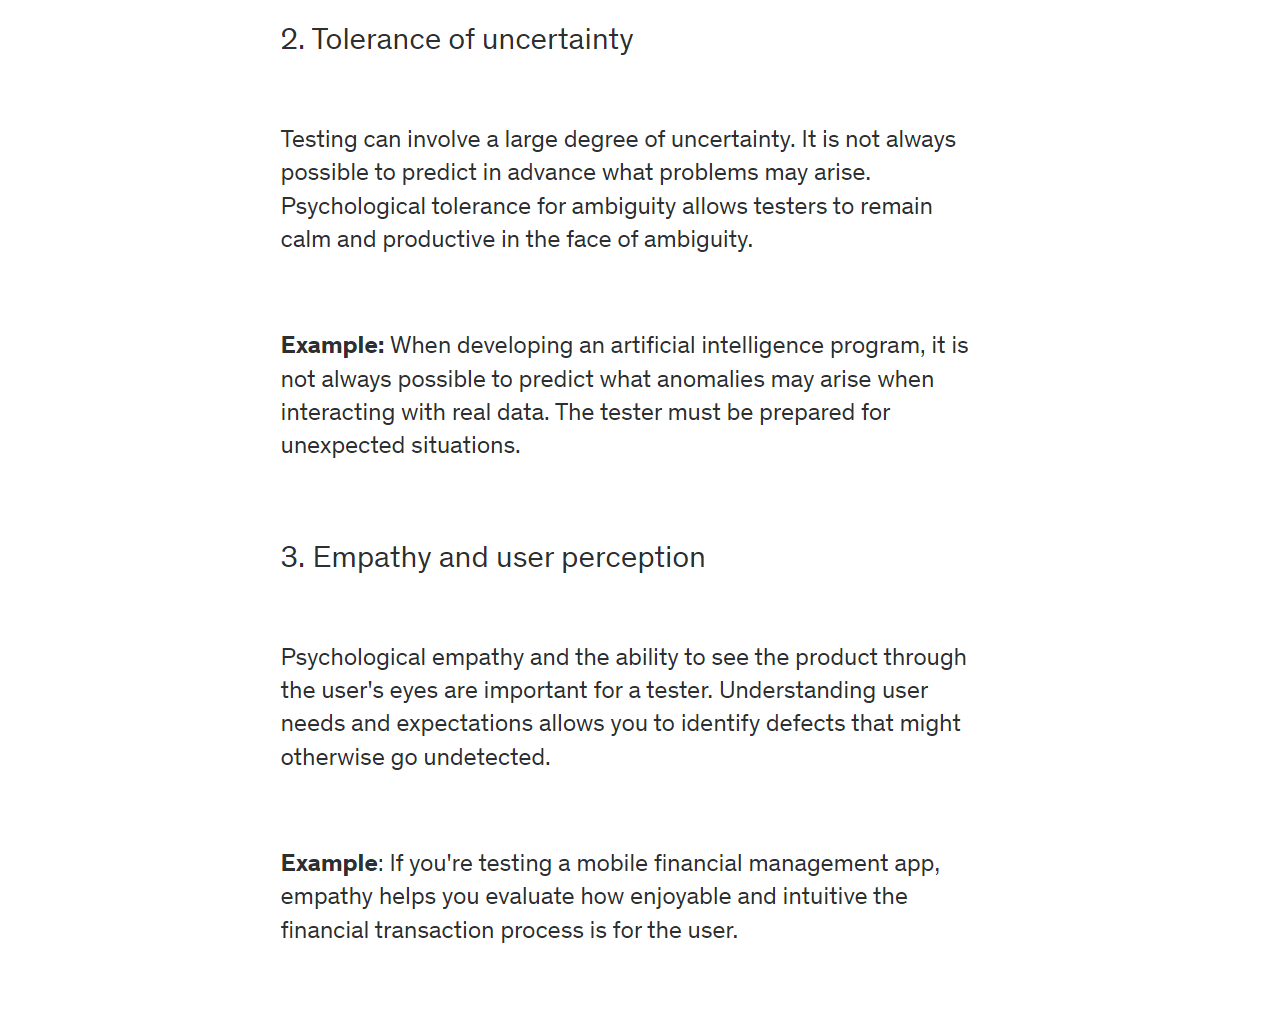 2. Tolerance of uncertainty
Testing can involve a large degree of uncertainty. It is not always
possible to predict in advance what problems may arise.
Psychological tolerance for ambiguity allows testers to remain
calm and productive in the face of ambiguity.
Example: When developing an artificial intelligence program, it is
not always possible to predict what anomalies may arise when
interacting with real data. The tester must be prepared for
unexpected situations.
3. Empathy and user perception
Psychological empathy and the ability to see the product through
the user's eyes are important for a tester. Understanding user
needs and expectations allows you to identify defects that might
otherwise go undetected.
Example: If you're testing a mobile financial management app,
empathy helps you evaluate how enjoyable and intuitive the
financial transaction process is for the user.